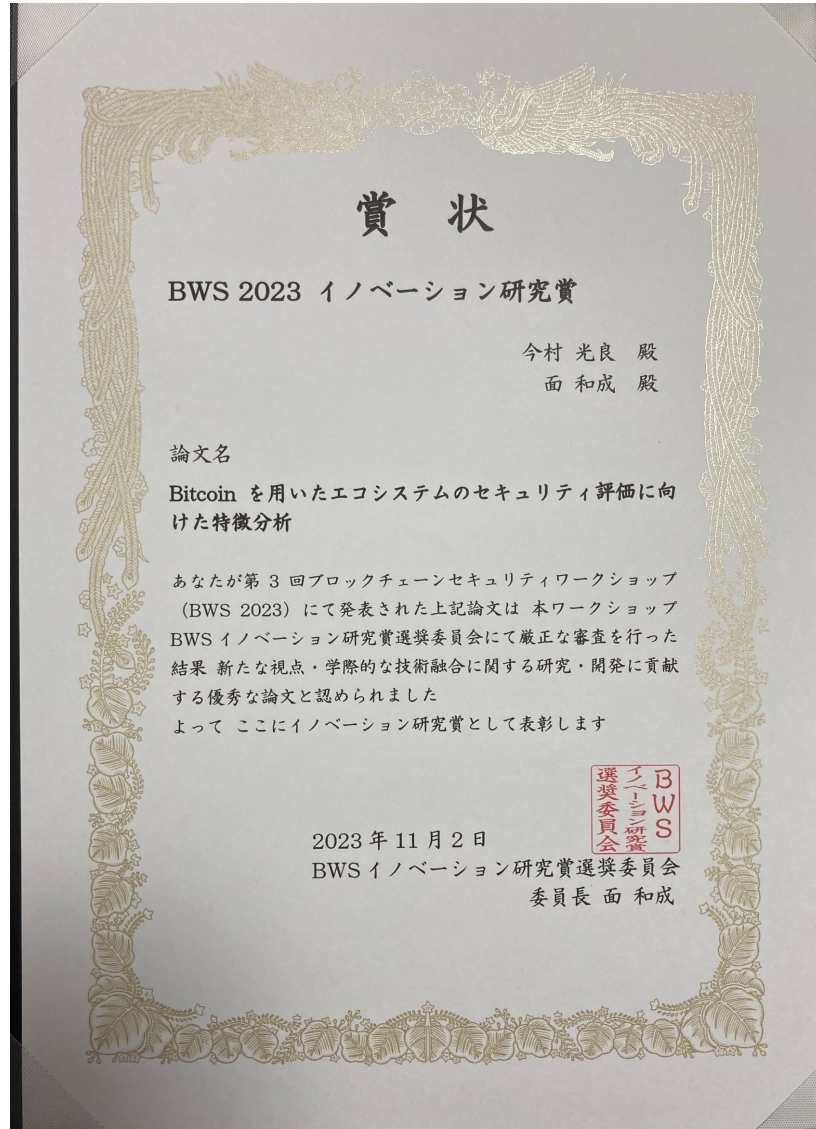 賞 状
BWS 2023 イノベーション研究賞
今村 光良 殿
面 和成 殿
論文名
Bitcoin を用いたエコシステムのセキュリティ評価に向
けた特徴分析
あなたが第 3 回ブロックチェーンセキュリティワークショップ
（BWS 2023）にて発表された上記論文は 本ワークショップ
BWS イノベーション研究賞選奨委員会にて厳正な審査を行った
結果 新たな視点・学際的な技術融合に関する研究・開発に貢献
する優秀な論文と認められました
よって ここにイノベーション研究賞として表彰します
BWS
イノベーション研究賞
選奨委員会
2023 年 11 月 2 日
BWS イノベーション研究賞選奨委員会
委員長 面 和成